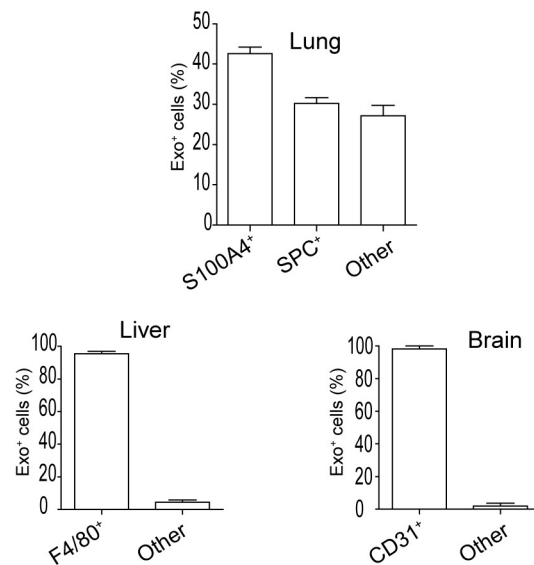 Lung
Exo⁺ cells (%)
50
40
30
20
10
0
S100A4⁺
SPC⁺
Other
Liver
Exo⁺ cells (%)
100
80
60
40
20
0
F4/80⁺
Other
Brain
Exo⁺ cells (%)
100
80
60
40
20
0
CD31⁺
Other